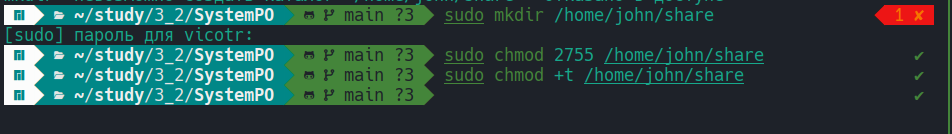 ~/study/3_2/SystemPO main ?3 sudo mkdir /home/john/share 1 ✘
[sudo] пароль для vicotr:
~/study/3_2/SystemPO main ?3 sudo chmod 2755 /home/john/share ✔
~/study/3_2/SystemPO main ?3 sudo chmod +t /home/john/share ✔
~/study/3_2/SystemPO main ?3 ✔